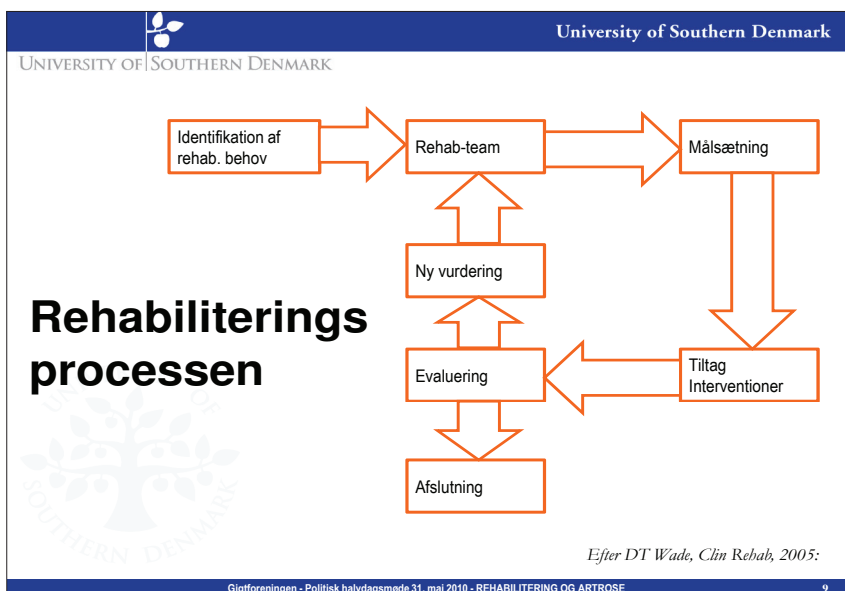 University of Southern Denmark
UNIVERSITY OF SOUTHERN DENMARK
Identifikation af
rehab. behov
Rehab-team
Målsætning
Ny vurdering
Rehabiliterings
processen
Evaluering
Tiltag
Interventioner
Afslutning
SOUTHERN DENMARK
Efter DT Wade, Clin Rehab, 2005:
Gigtforeningen - Politisk halvdagsmøde 31. maj 2010 - REHABILITERING OG ARTROSE 9